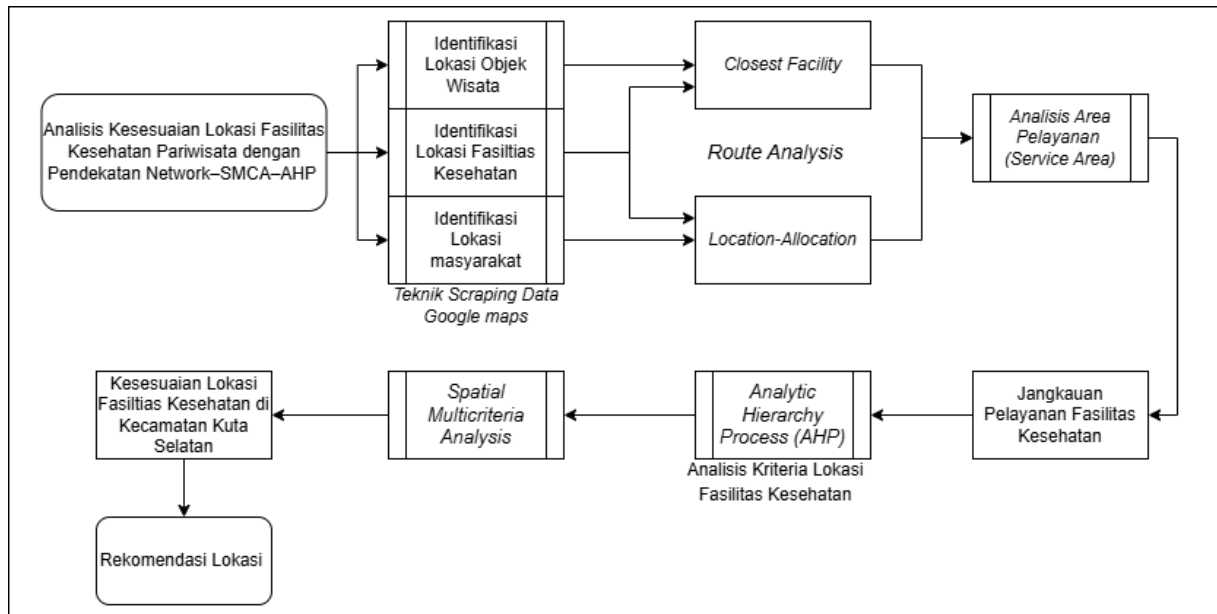 Analisis Kesesuaian Lokasi Fasilitas
Kesehatan Pariwisata dengan
Pendekatan Network–SMCA–AHP
Identifikasi
Lokasi Objek
Wisata
Identifikasi
Lokasi Fasiltias
Kesehatan
Identifikasi
Lokasi
masyarakat
Teknik Scraping Data
Google maps
Closest Facility
Route Analysis
Location-Allocation
Analisis Area
Pelayanan
(Service Area)
Jangkauan
Pelayanan Fasilitas
Kesehatan
Analytic
Hierarchy
Process (AHP)
Analisis Kriteria Lokasi
Fasilitas Kesehatan
Spatial
Multicriteria
Analysis
Kesesuaian Lokasi
Fasiltias Kesehatan di
Kecamatan Kuta
Selatan
Rekomendasi Lokasi